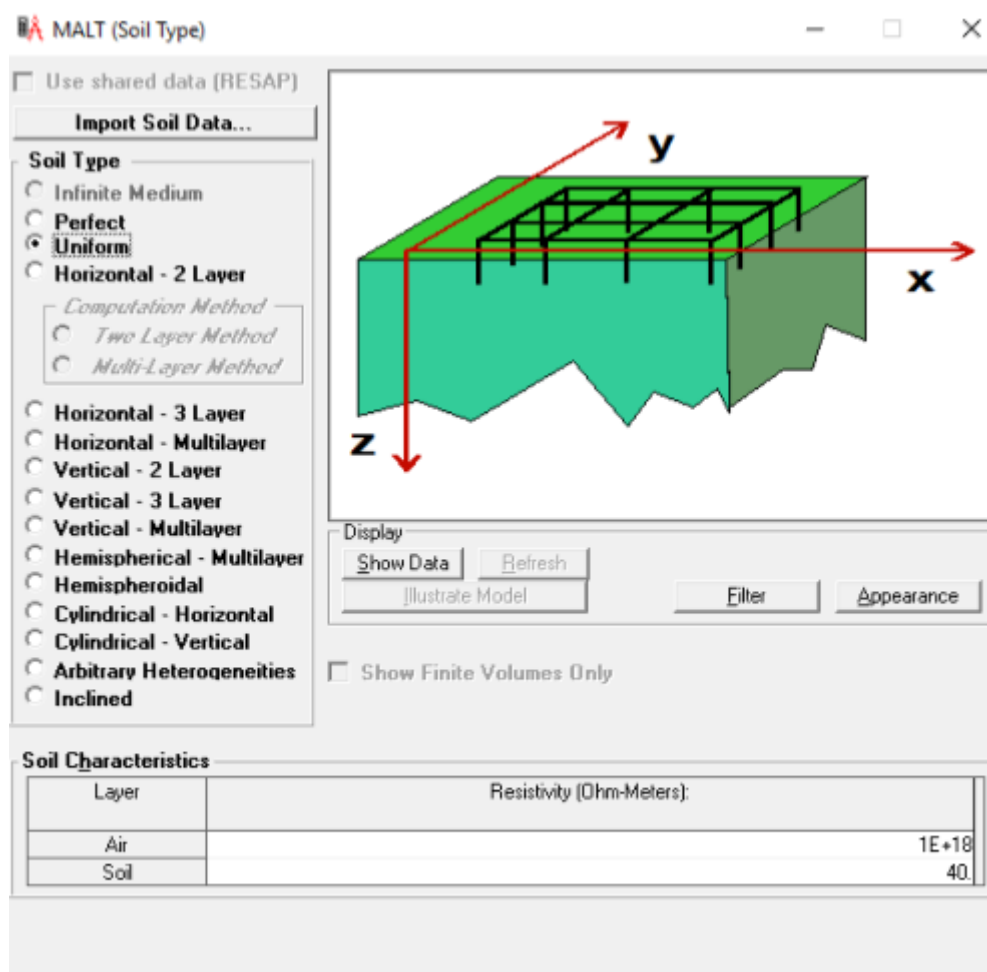 MALT (Soil Type)
Use shared data (RESAP)
Import Soil Data...
Soil Type
Infinite Medium
Perfect
Uniform
Horizontal - 2 Layer
Computation Method
Two Layer Method
Multi-Layer Method
Horizontal - 3 Layer
Horizontal - Multilayer
Vertical - 2 Layer
Vertical - 3 Layer
Vertical - Multilayer
Hemispherical - Multilayer
Hemispheroidal
Cylindrical - Horizontal
Cylindrical - Vertical
Arbitrary Heterogeneities
Inclined
y
x
z
Display
Show Data Refresh
Illustrate Model Filter Appearance
Show Finite Volumes Only
Soil Characteristics
Layer Resistivity (Ohm-Meters):
Air 1E+18
Soil 40.